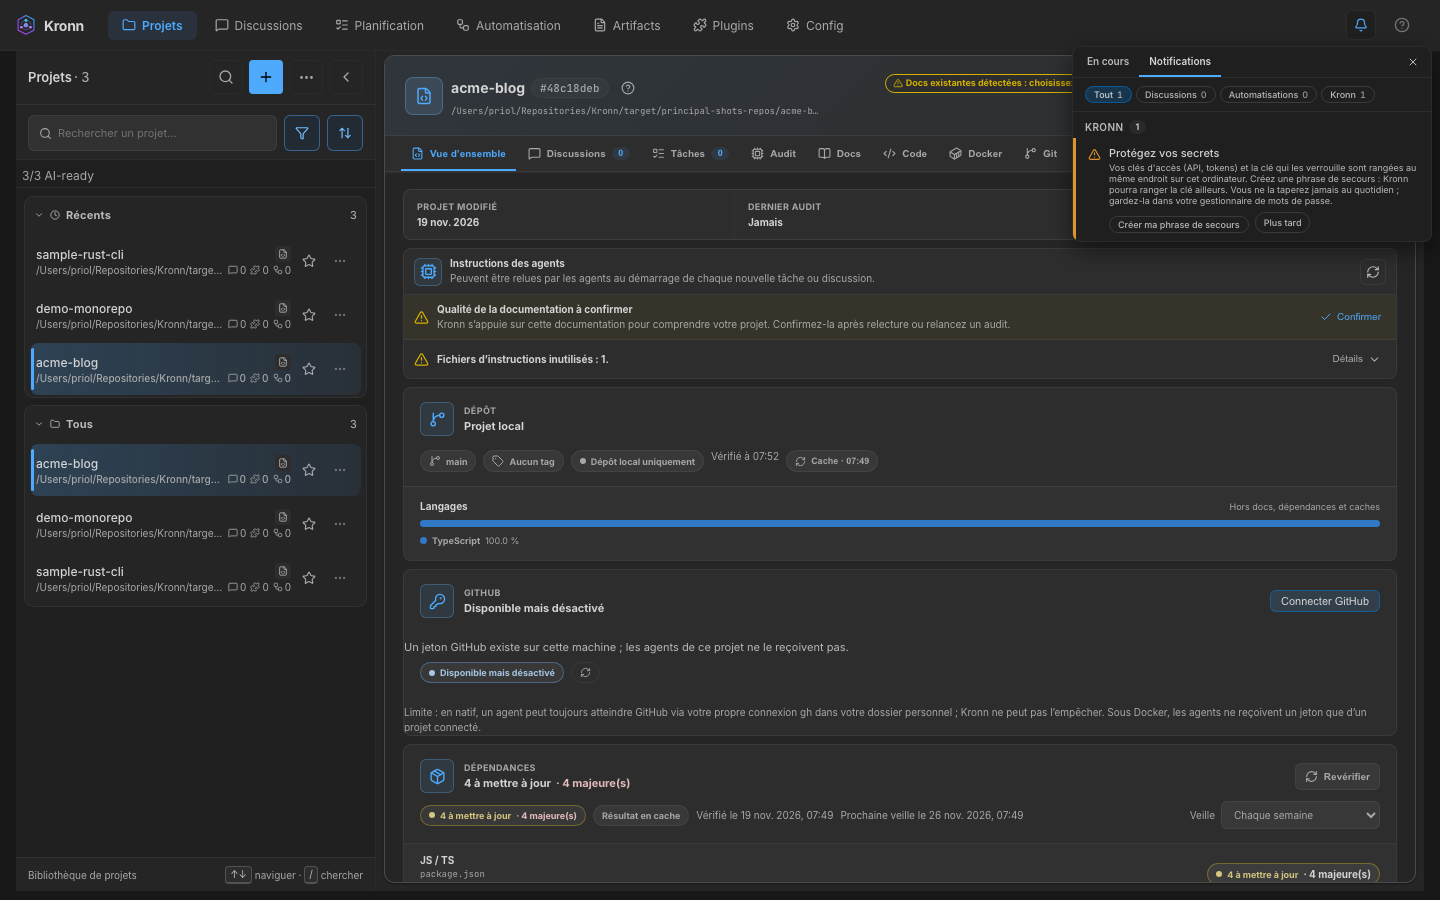 Kronn
Projets
Discussions
Planification
Automatisation
Artifacts
Plugins
Config
Projets · 3
Rechercher un projet...
3/3 AI-ready
Récents 3
sample-rust-cli
/Users/priol/Repositories/Kronn/targe... 0 0 0
demo-monorepo
/Users/priol/Repositories/Kronn/targe... 0 0 0
acme-blog
/Users/priol/Repositories/Kronn/targ... 0 0 0
Tous 3
acme-blog
/Users/priol/Repositories/Kronn/targ... 0 0 0
demo-monorepo
/Users/priol/Repositories/Kronn/targe... 0 0 0
sample-rust-cli
/Users/priol/Repositories/Kronn/targe... 0 0 0
Bibliothèque de projets ↑↓ naviguer · / chercher
acme-blog #48c18deb
/Users/priol/Repositories/Kronn/target/principal-shots-repos/acme-b…
Docs existantes détectées : choisisse
Vue d'ensemble
Discussions 0
Tâches 0
Audit
Docs
Code
Docker
Git
PROJET MODIFIÉ
19 nov. 2026
DERNIER AUDIT
Jamais
Instructions des agents
Peuvent être relues par les agents au démarrage de chaque nouvelle tâche ou discussion.
Qualité de la documentation à confirmer
Kronn s’appuie sur cette documentation pour comprendre votre projet. Confirmez-la après relecture ou relancez un audit.
Confirmer
Fichiers d’instructions inutilisés : 1.
Détails
DÉPÔT
Projet local
main
Aucun tag
Dépôt local uniquement
Vérifié à 07:52
Cache · 07:49
Langages
Hors docs, dépendances et caches
TypeScript 100.0 %
GITHUB
Disponible mais désactivé
Connecter GitHub
Un jeton GitHub existe sur cette machine ; les agents de ce projet ne le reçoivent pas.
Disponible mais désactivé
Limite : en natif, un agent peut toujours atteindre GitHub via votre propre connexion gh dans votre dossier personnel ; Kronn ne peut pas l’empêcher. Sous Docker, les agents ne reçoivent un jeton que d’un
projet connecté.
DÉPENDANCES
4 à mettre à jour · 4 majeure(s)
Revérifier
4 à mettre à jour · 4 majeure(s)
Résultat en cache
Vérifié le 19 nov. 2026, 07:49
Prochaine veille le 26 nov. 2026, 07:49
Veille
Chaque semaine
JS / TS
package.json
4 à mettre à jour · 4 majeure(s)
En cours
Notifications
Tout 1
Discussions 0
Automatisations 0
Kronn 1
KRONN 1
Protégez vos secrets
Vos clés d'accès (API, tokens) et la clé qui les verrouille sont rangées au
même endroit sur cet ordinateur. Créez une phrase de secours : Kronn
pourra ranger la clé ailleurs. Vous ne la taperez jamais au quotidien ;
gardez-la dans votre gestionnaire de mots de passe.
Créer ma phrase de secours
Plus tard